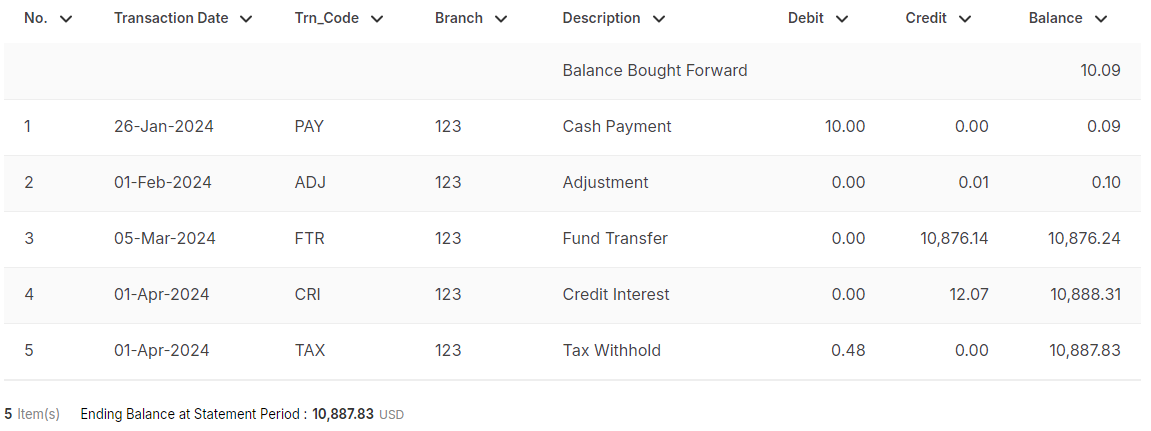 No. Transaction Date Trn_Code Branch Description Debit Credit Balance
Balance Bought Forward 10.09
1 26-Jan-2024 PAY 123 Cash Payment 10.00 0.00 0.09
2 01-Feb-2024 ADJ 123 Adjustment 0.00 0.01 0.10
3 05-Mar-2024 FTR 123 Fund Transfer 0.00 10,876.14 10,876.24
4 01-Apr-2024 CRI 123 Credit Interest 0.00 12.07 10,888.31
5 01-Apr-2024 TAX 123 Tax Withhold 0.48 0.00 10,887.83
5 Item(s) Ending Balance at Statement Period : 10,887.83 USD